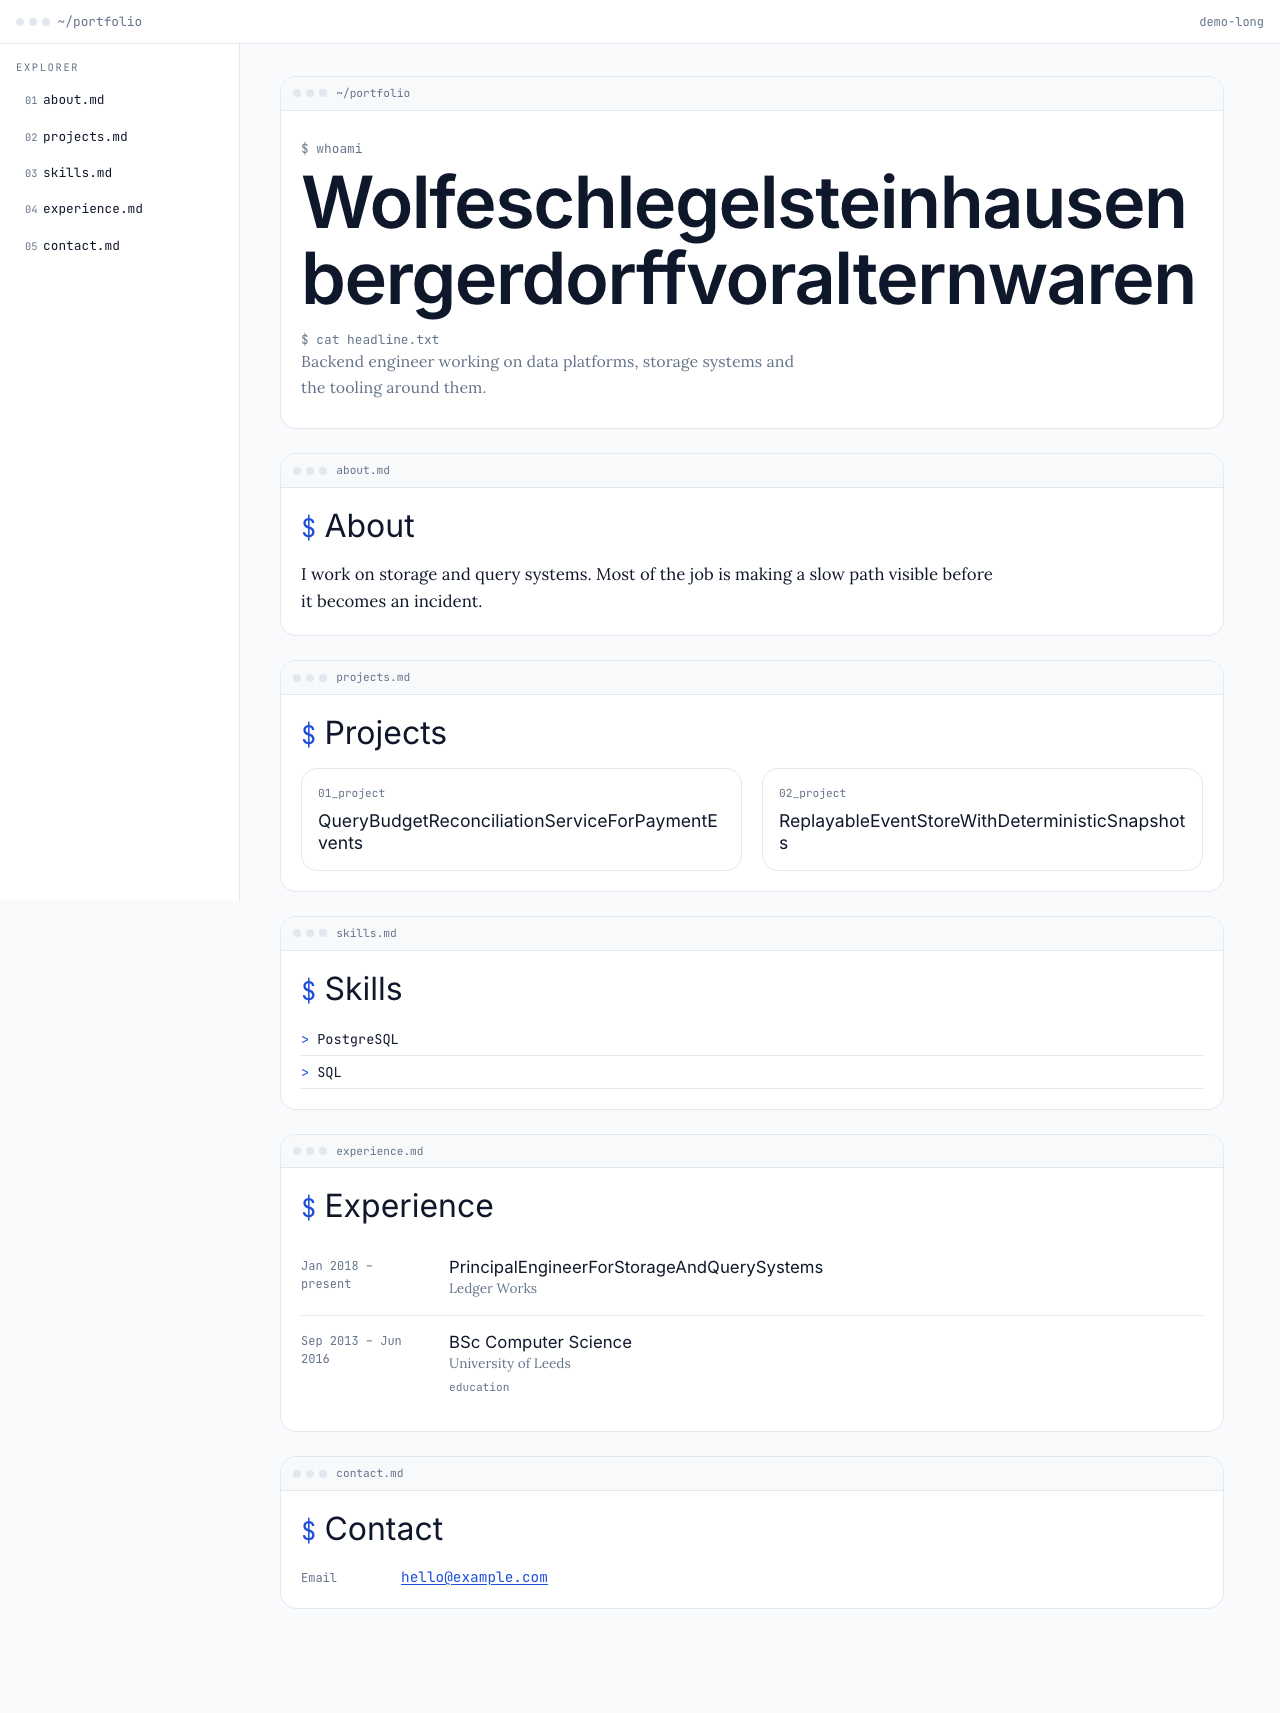 ~/portfolio
demo-long
EXPLORER
01 about.md
02 projects.md
03 skills.md
04 experience.md
05 contact.md
~/portfolio
$ whoami
Wolfeschlegelsteinhausen
bergerdorffvoralternwaren
$ cat headline.txt
Backend engineer working on data platforms, storage systems and
the tooling around them.
about.md
$ About
I work on storage and query systems. Most of the job is making a slow path visible before
it becomes an incident.
projects.md
$ Projects
01_project
QueryBudgetReconciliationServiceForPaymentE
vents
02_project
ReplayableEventStoreWithDeterministicSnapshot
s
skills.md
$ Skills
> PostgreSQL
> SQL
experience.md
$ Experience
Jan 2018 –
present
PrincipalEngineerForStorageAndQuerySystems
Ledger Works
Sep 2013 – Jun
2016
BSc Computer Science
University of Leeds
education
contact.md
$ Contact
Email
hello@example.com